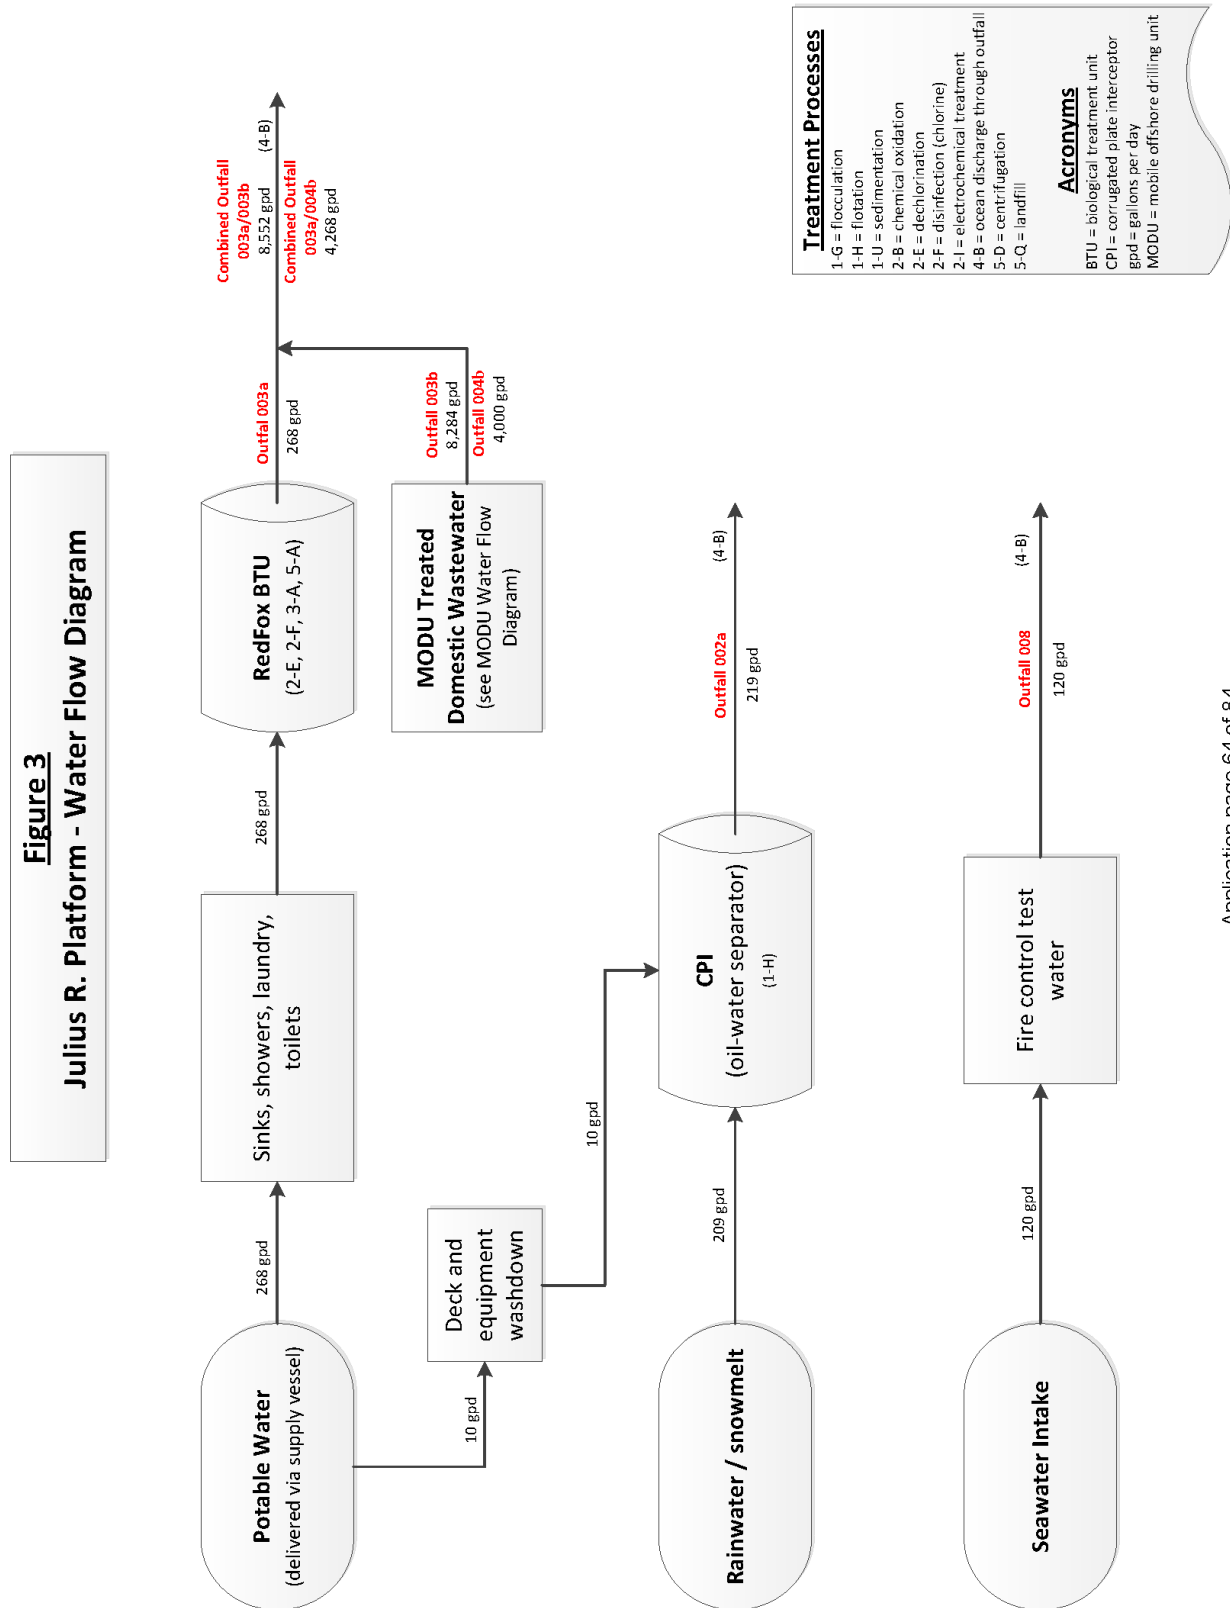 Figure 3
Julius R. Platform - Water Flow Diagram
Potable Water
(delivered via supply vessel)
268 gpd
Sinks, showers, laundry,
toilets
268 gpd
RedFox BTU
(2-E, 2-F, 3-A, 5-A)
Outfal 003a
268 gpd
Combined Outfall
003a/003b
8,552 gpd
Combined Outfall
003a/004b
4,268 gpd
(4-B)
MODU Treated
Domestic Wastewater
(see MODU Water Flow
Diagram)
Outfall 003b
8,284 gpd
Outfall 004b
4,000 gpd
10 gpd
Deck and
equipment
washdown
10 gpd
Rainwater / snowmelt
209 gpd
CPI
(oil-water separator)
(1-H)
Outfall 002a
219 gpd
(4-B)
Seawater Intake
120 gpd
Fire control test
water
Outfall 008
120 gpd
(4-B)
Treatment Processes
1-G = flocculation
1-H = flotation
1-U = sedimentation
2-B = chemical oxidation
2-E = dechlorination
2-F = disinfection (chlorine)
2-I = electrochemical treatment
4-B = ocean discharge through outfall
5-D = centrifugation
5-Q = landfill
Acronyms
BTU = biological treatment unit
CPI = corrugated plate interceptor
gpd = gallons per day
MODU = mobile offshore drilling unit
Application page 64 of 84